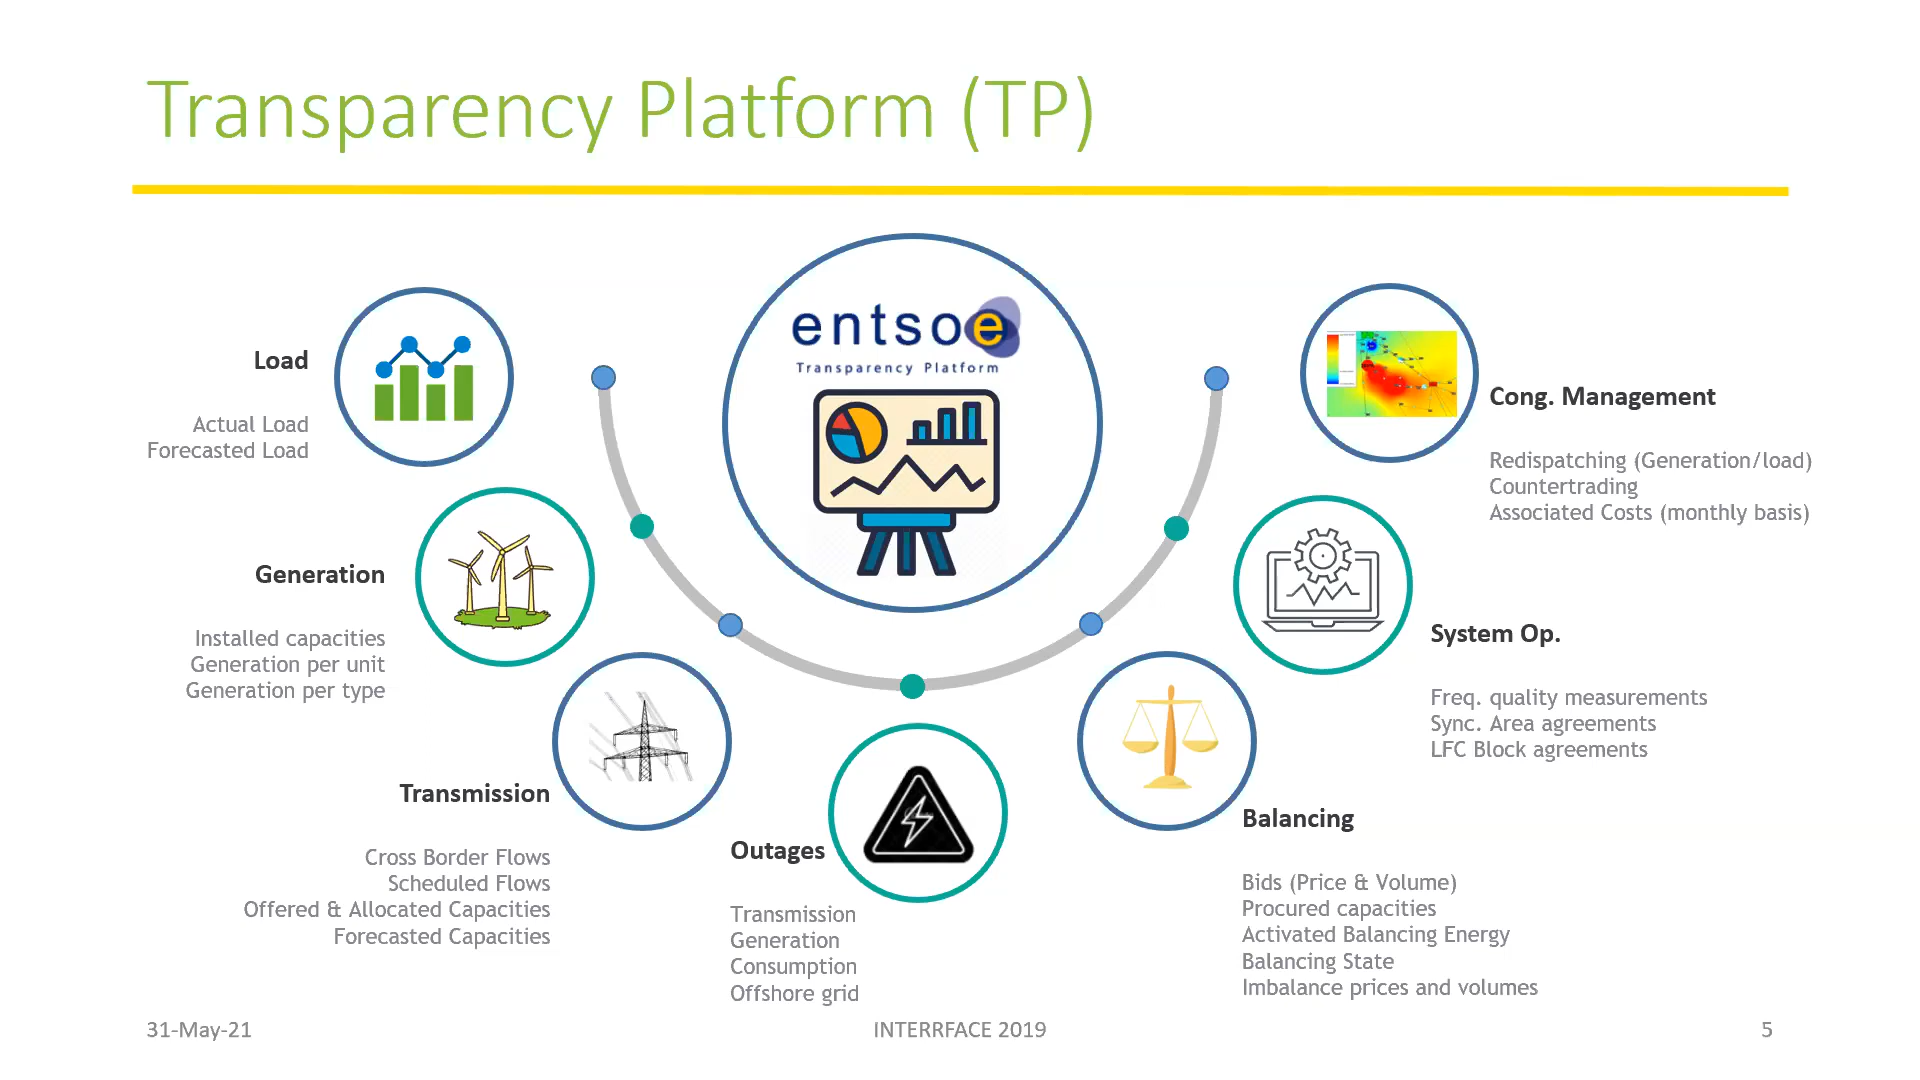 Transparency Platform (TP)
entsoe
Transparency Platform
Load
Actual Load
Forecasted Load
Generation
Installed capacities
Generation per unit
Generation per type
Transmission
Cross Border Flows
Scheduled Flows
Offered & Allocated Capacities
Forecasted Capacities
Outages
Transmission
Generation
Consumption
Offshore grid
Balancing
Bids (Price & Volume)
Procured capacities
Activated Balancing Energy
Balancing State
Imbalance prices and volumes
System Op.
Freq. quality measurements
Sync. Area agreements
LFC Block agreements
Cong. Management
Redispatching (Generation/load)
Countertrading
Associated Costs (monthly basis)
31-May-21
INTERRFACE 2019
5